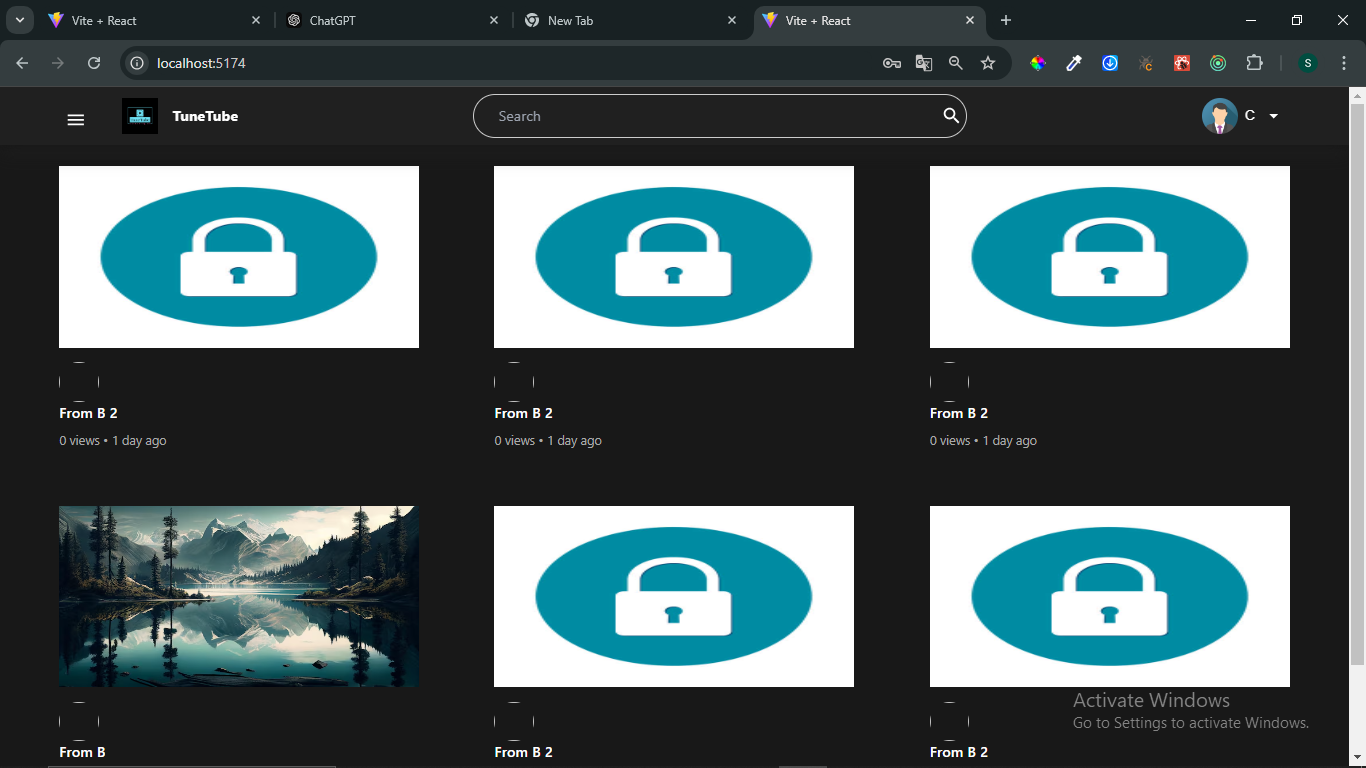 Vite + React
ChatGPT
New Tab
Vite + React
localhost:5174
S
TuneTube
Search
C
From B 2
From B 2
From B 2
0 views • 1 day ago
0 views • 1 day ago
0 views • 1 day ago
Activate Windows
Go to Settings to activate Windows.
From B
From B 2
From B 2